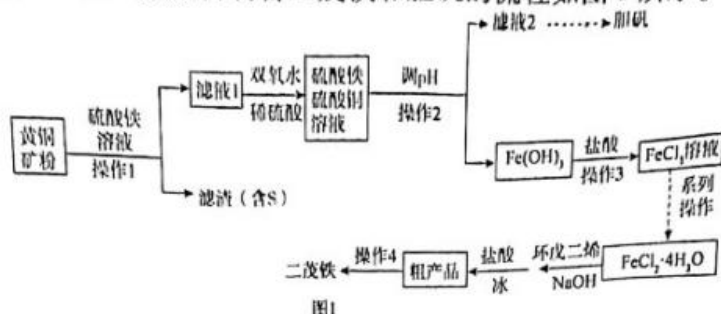 滤液2 ┄┄→ 胆矾
滤液1
双氧水
稀硫酸
硫酸铁
硫酸铜
溶液
调pH
操作2
黄铜
矿粉
硫酸铁
溶液
操作1
滤渣（含S）
Fe(OH)₃
盐酸
操作3
FeCl₃溶液
系列
操作
FeCl₂·4H₂O
环戊二烯
NaOH
盐酸
冰
粗产品
操作4
二茂铁
图1